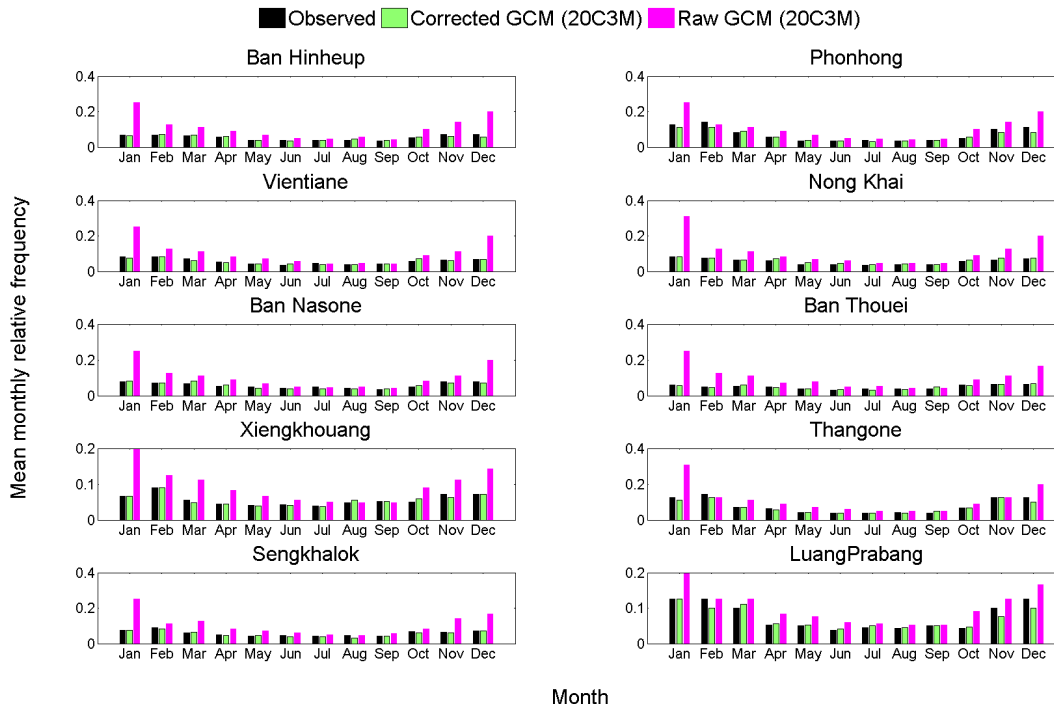 Observed Corrected GCM (20C3M) Raw GCM (20C3M)
Mean monthly relative frequency
Ban Hinheup
0.4
0.2
0
Jan Feb Mar Apr May Jun Jul Aug Sep Oct Nov Dec
Phonhong
0.4
0.2
0
Jan Feb Mar Apr May Jun Jul Aug Sep Oct Nov Dec
Vientiane
0.4
0.2
0
Jan Feb Mar Apr May Jun Jul Aug Sep Oct Nov Dec
Nong Khai
0.4
0.2
0
Jan Feb Mar Apr May Jun Jul Aug Sep Oct Nov Dec
Ban Nasone
0.4
0.2
0
Jan Feb Mar Apr May Jun Jul Aug Sep Oct Nov Dec
Ban Thouei
0.4
0.2
0
Jan Feb Mar Apr May Jun Jul Aug Sep Oct Nov Dec
Xiengkhouang
0.2
0.1
0
Jan Feb Mar Apr May Jun Jul Aug Sep Oct Nov Dec
Thangone
0.4
0.2
0
Jan Feb Mar Apr May Jun Jul Aug Sep Oct Nov Dec
Sengkhalok
0.4
0.2
0
Jan Feb Mar Apr May Jun Jul Aug Sep Oct Nov Dec
LuangPrabang
0.2
0.1
0
Jan Feb Mar Apr May Jun Jul Aug Sep Oct Nov Dec
Month